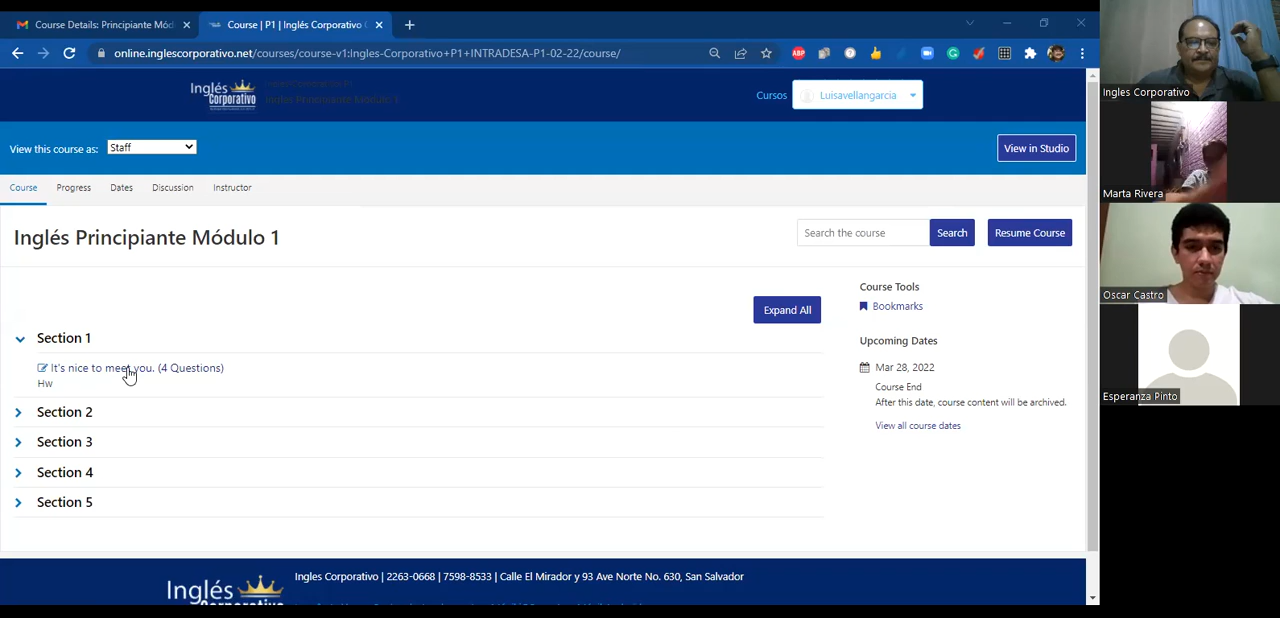 Course Details: Principiante Mód
Course | P1 | Inglés Corporativo
online.inglescorporativo.net/courses/course-v1:Ingles-Corporativo+P1+INTRADESA-P1-02-22/course/
ABP
Inglés
Corporativo
Cursos
Luisavellangarcia
View this course as:
Staff
View in Studio
Course
Progress
Dates
Discussion
Instructor
Inglés Principiante Módulo 1
Search the course
Search
Resume Course
Expand All
Section 1
It's nice to meet you. (4 Questions)
Hw
Section 2
Section 3
Section 4
Section 5
Course Tools
Bookmarks
Upcoming Dates
Mar 28, 2022
Course End
After this date, course content will be archived.
View all course dates
Inglés
Ingles Corporativo | 2263-0668 | 7598-8533 | Calle El Mirador y 93 Ave Norte No. 630, San Salvador
Ingles Corporativo
Marta Rivera
Oscar Castro
Esperanza Pinto